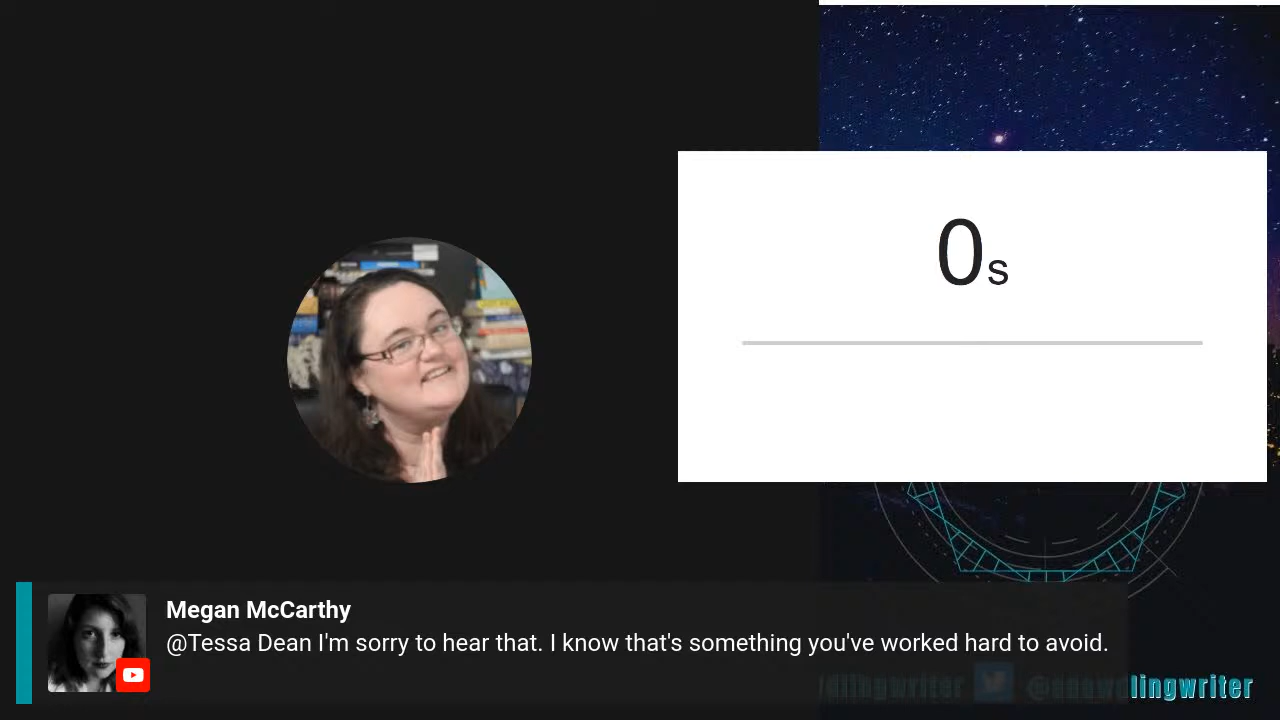 0s
Megan McCarthy
@Tessa Dean I'm sorry to hear that. I know that's something you've worked hard to avoid.
lingwriter